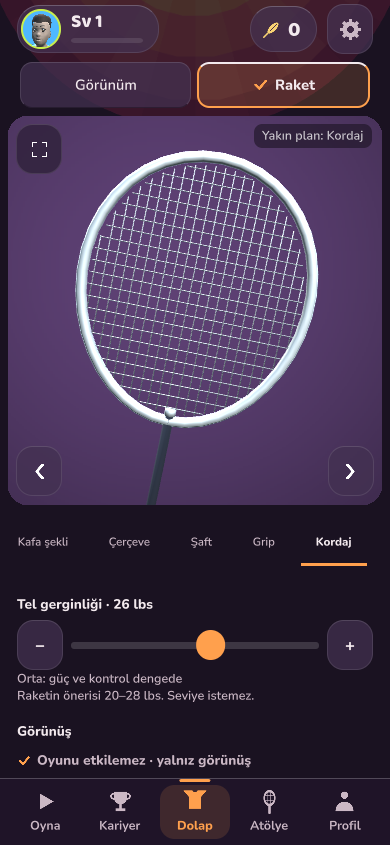 Sv 1
0
Görünüm
Raket
Yakın plan: Kordaj
Kafa şekli
Çerçeve
Şaft
Grip
Kordaj
Tel gerginliği · 26 lbs
−
+
Orta: güç ve kontrol dengede
Raketin önerisi 20–28 lbs. Seviye istemez.
Görünüş
Oyunu etkilemez · yalnız görünüş
Oyna
Kariyer
Dolap
Atölye
Profil